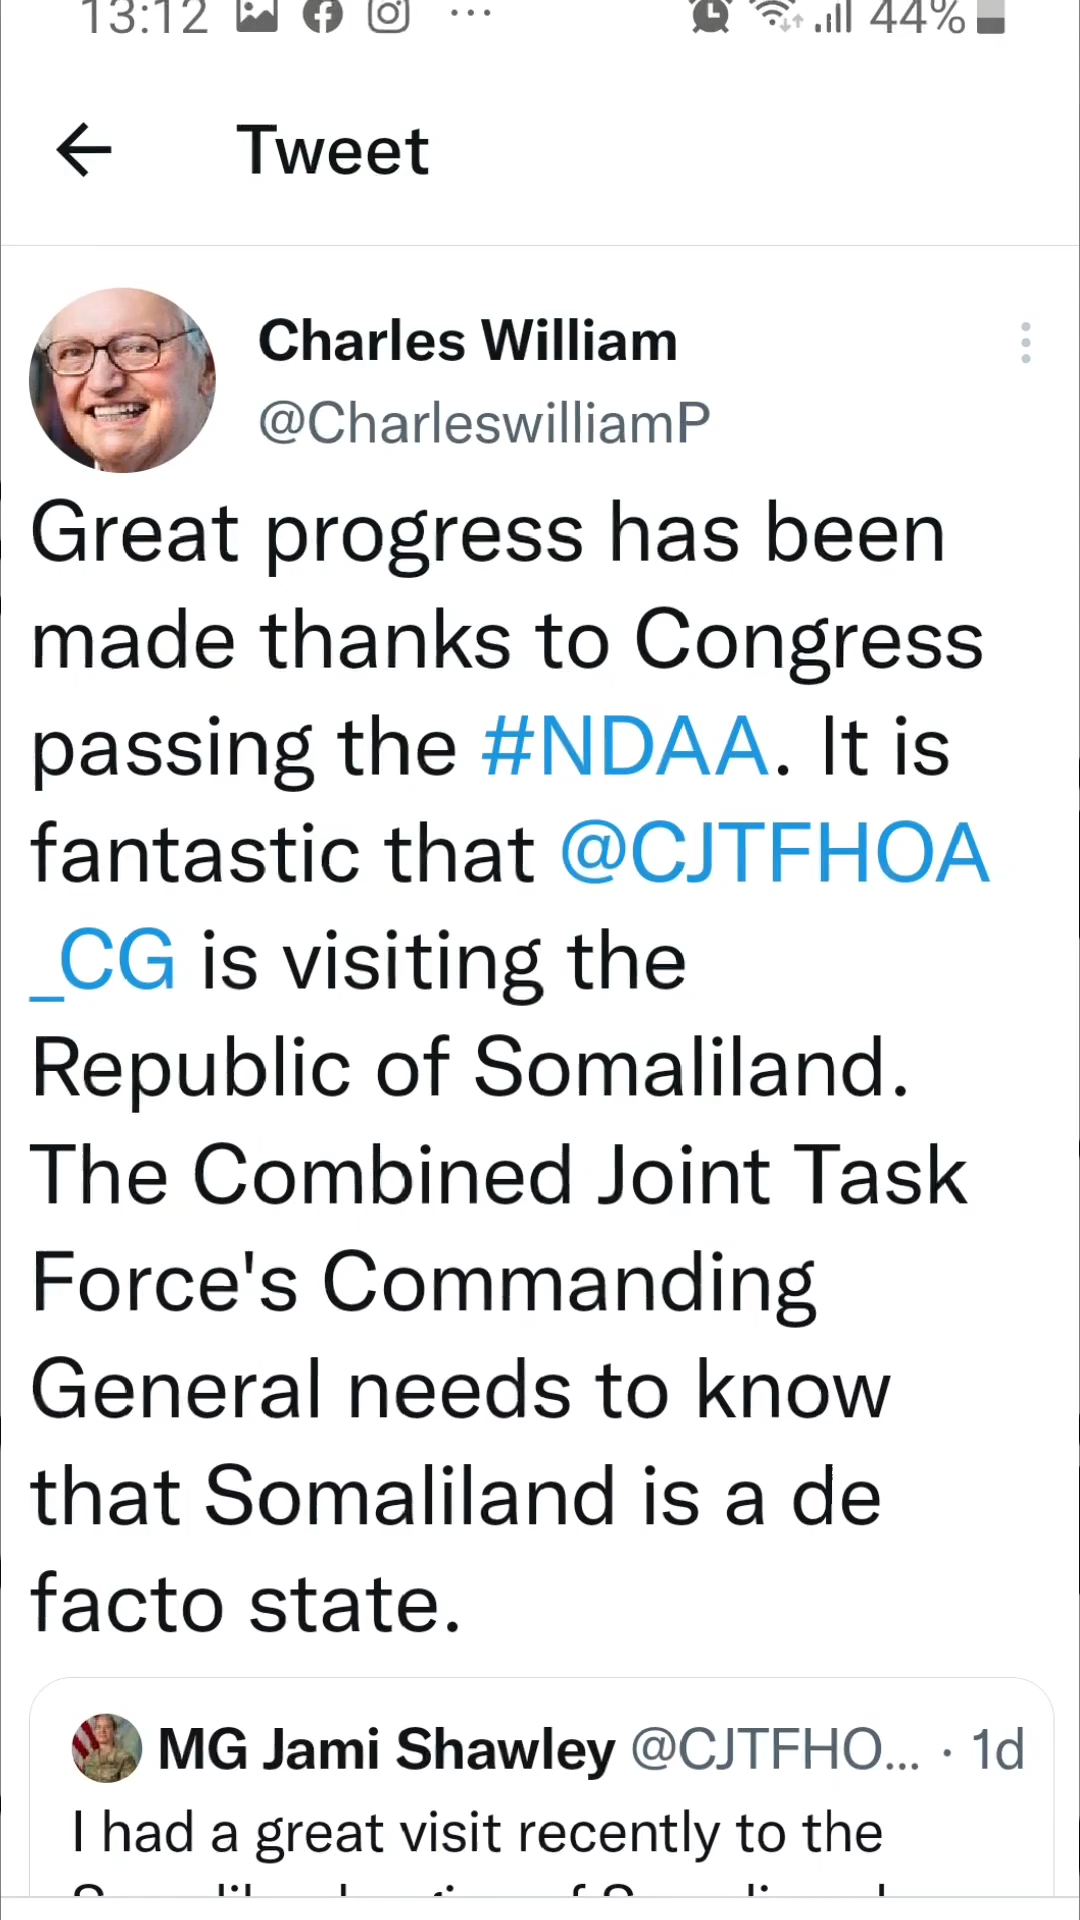 13:12 ... 44%
Tweet
Charles William
@CharleswilliamP
Great progress has been
made thanks to Congress
passing the #NDAA. It is
fantastic that @CJTFHOA
_CG is visiting the
Republic of Somaliland.
The Combined Joint Task
Force's Commanding
General needs to know
that Somaliland is a de
facto state.
MG Jami Shawley @CJTFHO... · 1d
I had a great visit recently to the